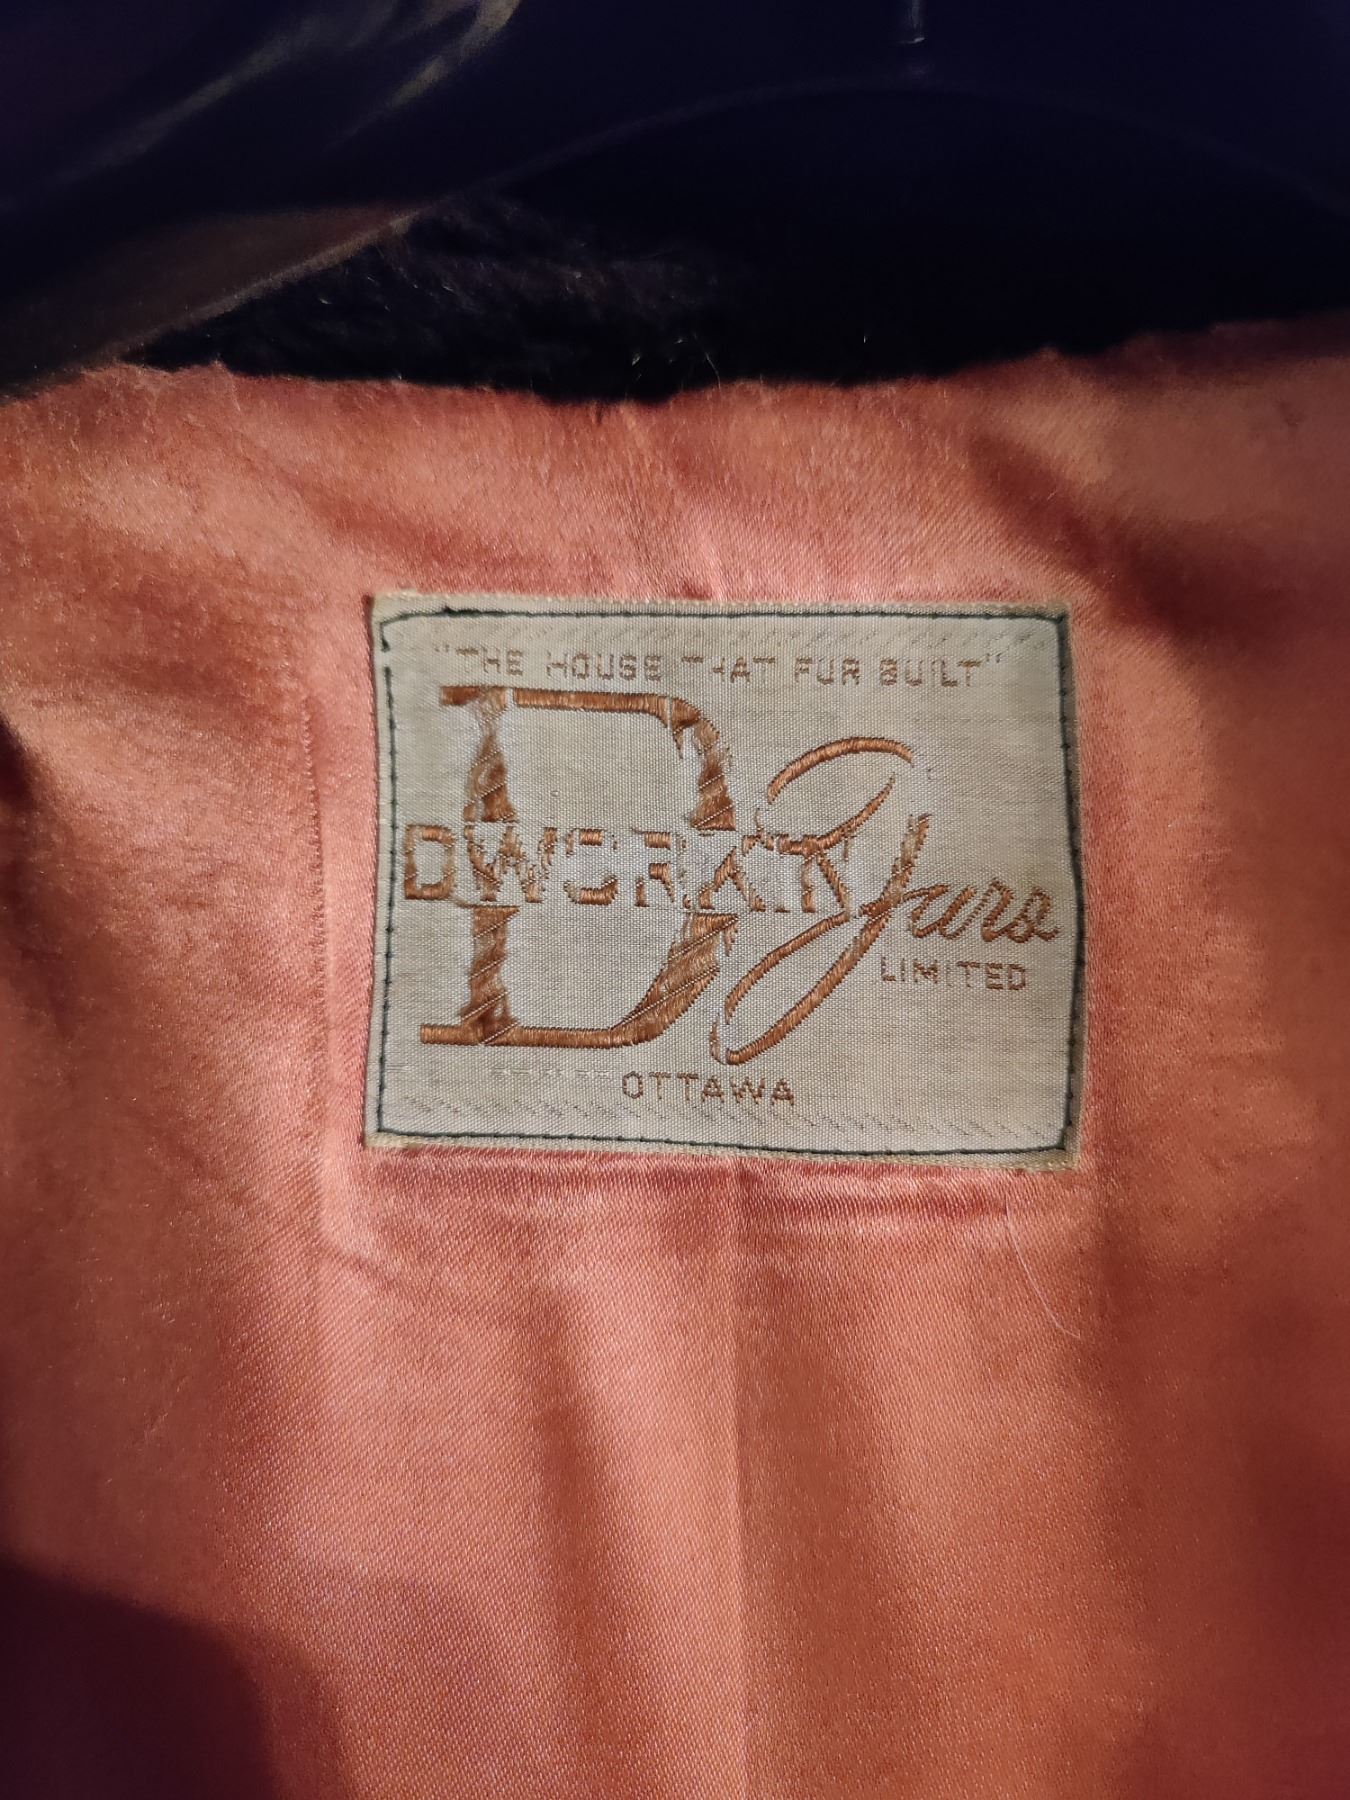 "THE HOUSE THAT FUR BUILT"
D
DWORKIN Furs
LIMITED
OTTAWA